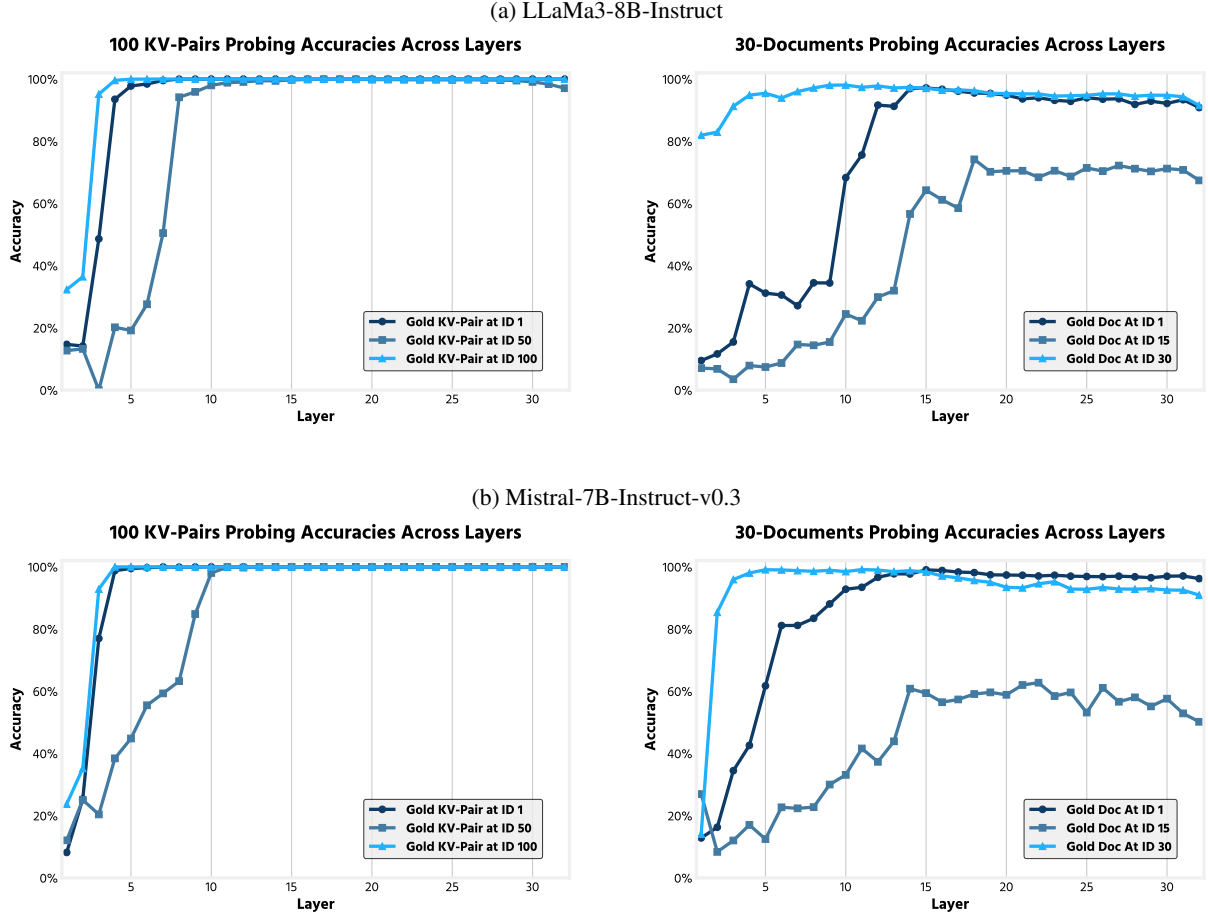 (a) LLaMa3-8B-Instruct
100 KV-Pairs Probing Accuracies Across Layers
100%
80%
60%
40%
20%
0%
Accuracy
5 10 15 20 25 30
Layer
Gold KV-Pair at ID 1
Gold KV-Pair at ID 50
Gold KV-Pair at ID 100
30-Documents Probing Accuracies Across Layers
100%
80%
60%
40%
20%
0%
Accuracy
5 10 15 20 25 30
Layer
Gold Doc At ID 1
Gold Doc At ID 15
Gold Doc At ID 30
(b) Mistral-7B-Instruct-v0.3
100 KV-Pairs Probing Accuracies Across Layers
100%
80%
60%
40%
20%
0%
Accuracy
5 10 15 20 25 30
Layer
Gold KV-Pair at ID 1
Gold KV-Pair at ID 50
Gold KV-Pair at ID 100
30-Documents Probing Accuracies Across Layers
100%
80%
60%
40%
20%
0%
Accuracy
5 10 15 20 25 30
Layer
Gold Doc At ID 1
Gold Doc At ID 15
Gold Doc At ID 30